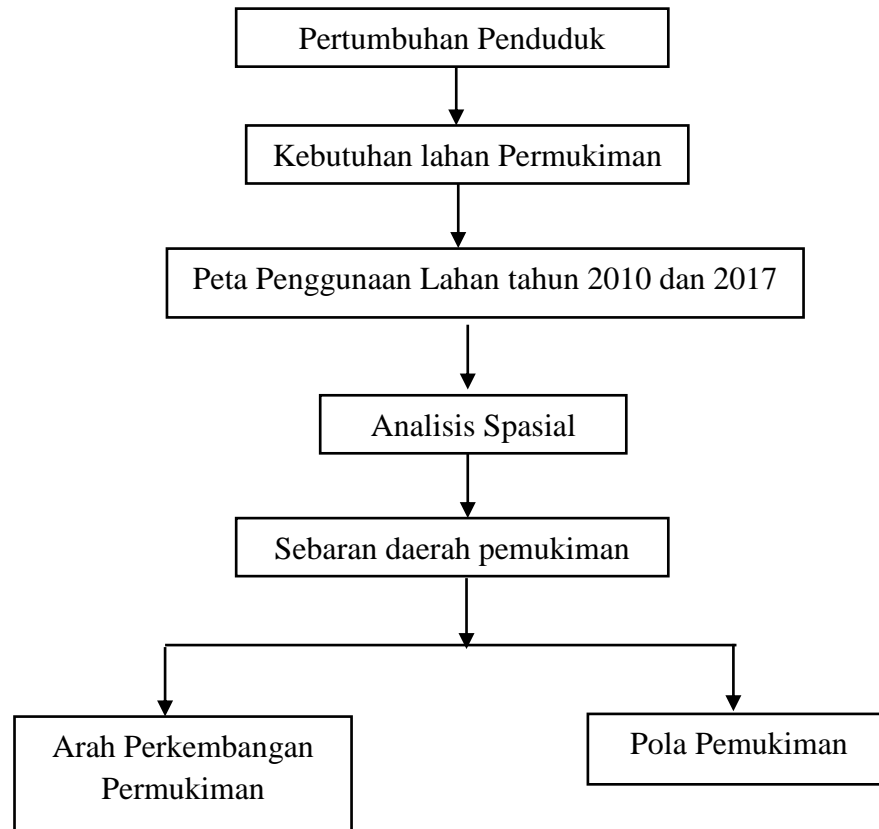 Pertumbuhan Penduduk
Kebutuhan lahan Permukiman
Peta Penggunaan Lahan tahun 2010 dan 2017
Analisis Spasial
Sebaran daerah pemukiman
Arah Perkembangan
Permukiman
Pola Pemukiman